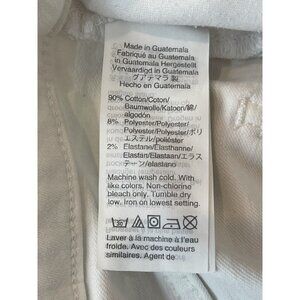 Made in Guatemala
Fabriqué au Guatemala
in Guatemala Hergestellt
Vervaardigd in Guatemala
グアテマラ 製
Hecho en Guatemala
90% Cotton/Coton/
Baumwolle/Katoen/綿/
algodón
8% Polyester/Polyester/
Polyester/Polyester/ポリ
エステル/poliéster
2% Elastane/Elasthanne/
Elastan/Elastaan/エラス
テーン/elastano
Machine wash cold. With
like colors. Non-chlorine
bleach only. Tumble dry
low. Iron on lowest setting.
Laver à la machine à l'eau
froide. Avec des couleurs
similaires. Agent de